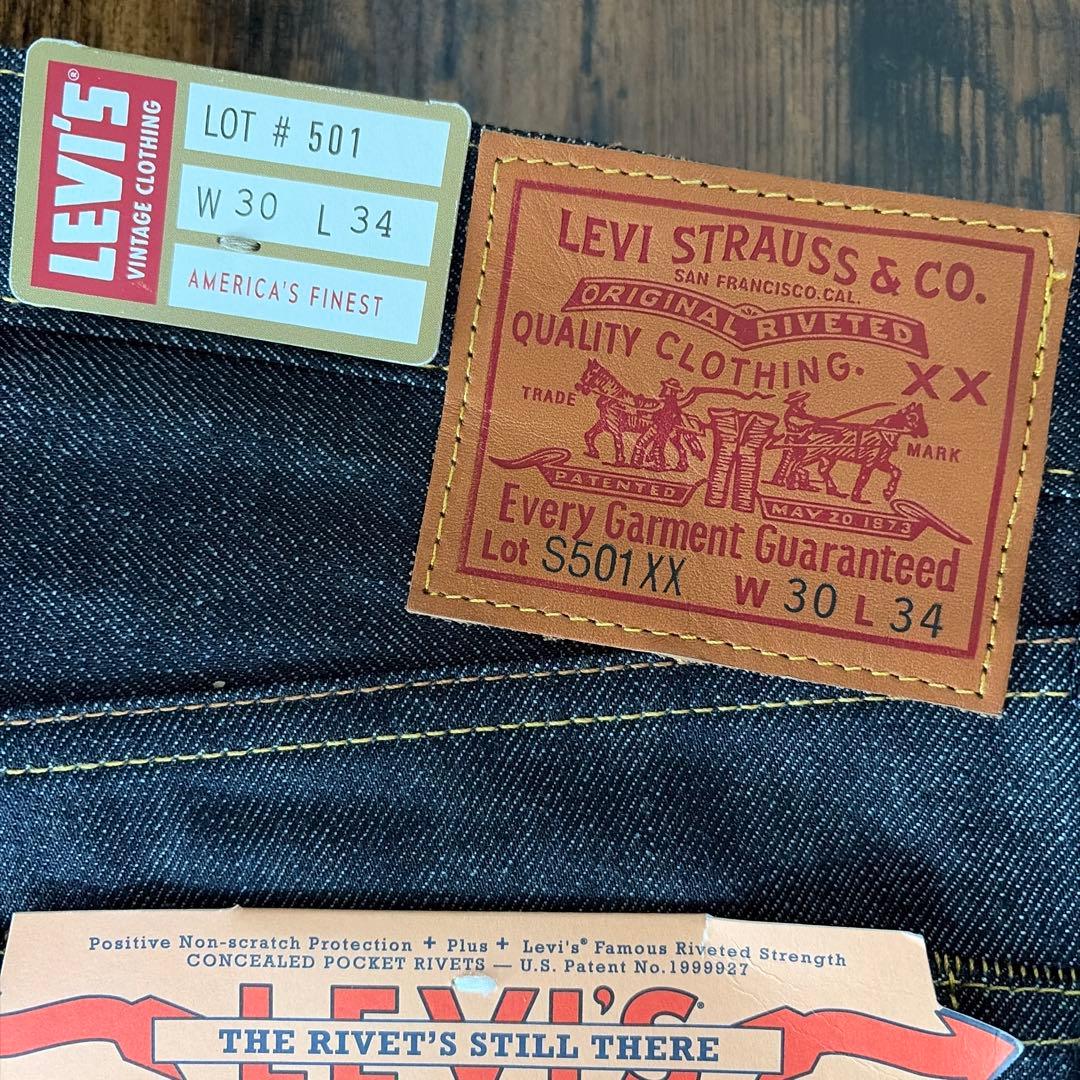 LEVI'S®
VINTAGE CLOTHING
LOT # 501
W 30 L 34
AMERICA'S FINEST
LEVI STRAUSS & CO.
SAN FRANCISCO.CAL.
ORIGINAL RIVETED
QUALITY CLOTHING.
XX
TRADE MARK
PATENTED MAY 20 1873
Every Garment Guaranteed
Lot S501XX W 30 L 34
Positive Non-scratch Protection + Plus + Levi's® Famous Riveted Strength
CONCEALED POCKET RIVETS — U.S. Patent No. 1999927
LEVI'S®
THE RIVET'S STILL THERE